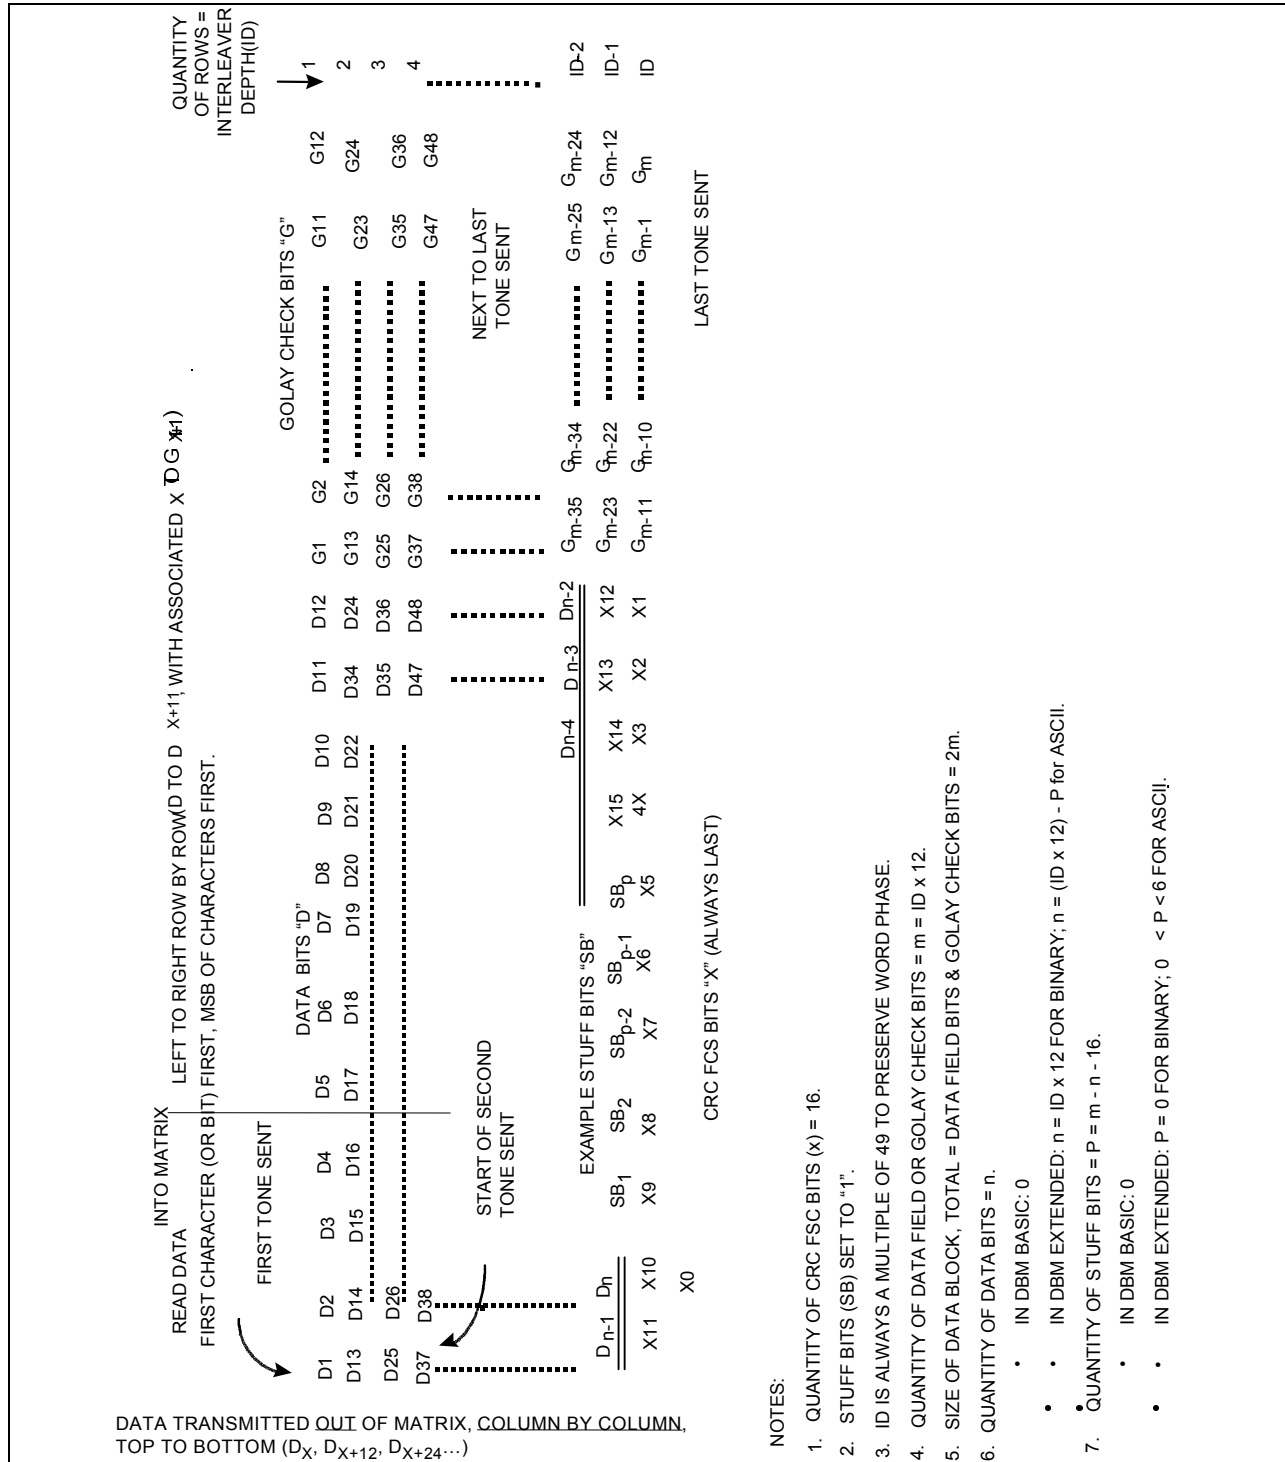 READ DATA INTO MATRIX LEFT TO RIGHT ROW BY ROW(D TO D X+11, WITH ASSOCIATED X TO G X+1)
FIRST CHARACTER (OR BIT) FIRST, MSB OF CHARACTERS FIRST.
QUANTITY
OF ROWS =
INTERLEAVER
DEPTH(ID)
FIRST TONE SENT
DATA BITS “D”
GOLAY CHECK BITS “G”
D1 D2 D3 D4 D5 D6 D7 D8 D9 D10 D11 D12 G1 G2 G11 G12 1
D13 D14 D15 D16 D17 D18 D19 D20 D21 D22 D34 D24 G13 G14 G23 G24 2
D25 D26 D35 D36 G25 G26 G35 G36 3
D37 D38 D47 D48 G37 G38 G47 G48 4
START OF SECOND
TONE SENT
NEXT TO LAST
TONE SENT
EXAMPLE STUFF BITS “SB”
Dn-4 D n-3 Dn-2 Gm-35 Gm-34 Gm-25 Gm-24 ID-2
D n-1 Dn SB1 SB2 SBp-2 SBp-1 SBp X15 X14 X13 X12 Gm-23 Gm-22 Gm-13 Gm-12 ID-1
X11 X10 X9 X8 X7 X6 X5 4X X3 X2 X1 Gm-11 Gm-10 Gm-1 Gm ID
X0
CRC FCS BITS “X” (ALWAYS LAST)
LAST TONE SENT
DATA TRANSMITTED OUT OF MATRIX, COLUMN BY COLUMN,
TOP TO BOTTOM (DX, DX+12, DX+24...)
NOTES:
1. QUANTITY OF CRC FSC BITS (x) = 16.
2. STUFF BITS (SB) SET TO “1”.
3. ID IS ALWAYS A MULTIPLE OF 49 TO PRESERVE WORD PHASE.
4. QUANTITY OF DATA FIELD OR GOLAY CHECK BITS = m = ID x 12.
5. SIZE OF DATA BLOCK, TOTAL = DATA FIELD BITS & GOLAY CHECK BITS = 2m.
6. QUANTITY OF DATA BITS = n.
• IN DBM BASIC: 0
• • IN DBM EXTENDED: n = ID x 12 FOR BINARY; n = (ID x 12) - P for ASCII.
7. • QUANTITY OF STUFF BITS = P = m - n - 16.
• IN DBM BASIC: 0
• • IN DBM EXTENDED: P = 0 FOR BINARY; 0 < P < 6 FOR ASCII.